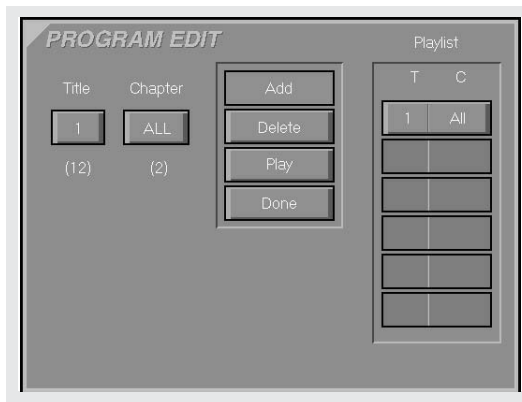 PROGRAM EDIT
Playlist
Title Chapter
1 ALL
(12) (2)
Add
Delete
Play
Done
T C
1 All